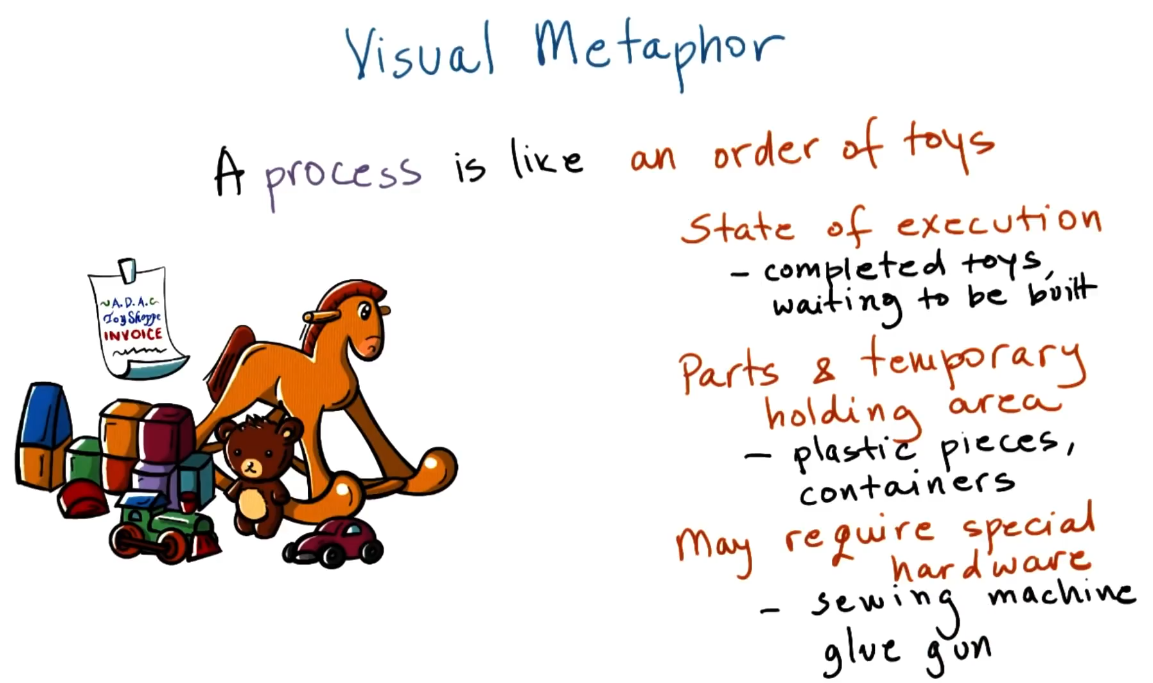 Visual Metaphor
A process is like an order of toys
State of execution
- completed toys,
waiting to be built
Parts & temporary
holding area
- plastic pieces,
containers
May require special
hardware
- sewing machine
glue gun
~A.D.A.C~
Toy Shoppe
INVOICE